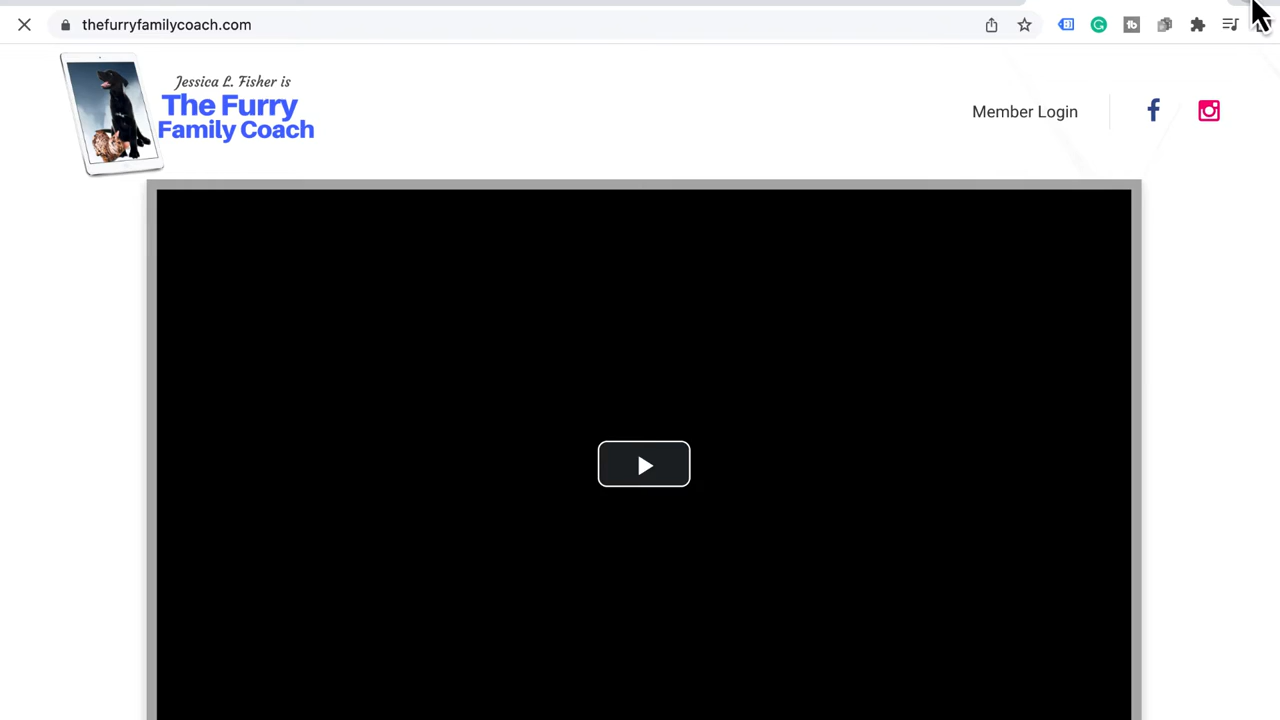 thefurryfamilycoach.com
Jessica L. Fisher is
The Furry
Family Coach
Member Login